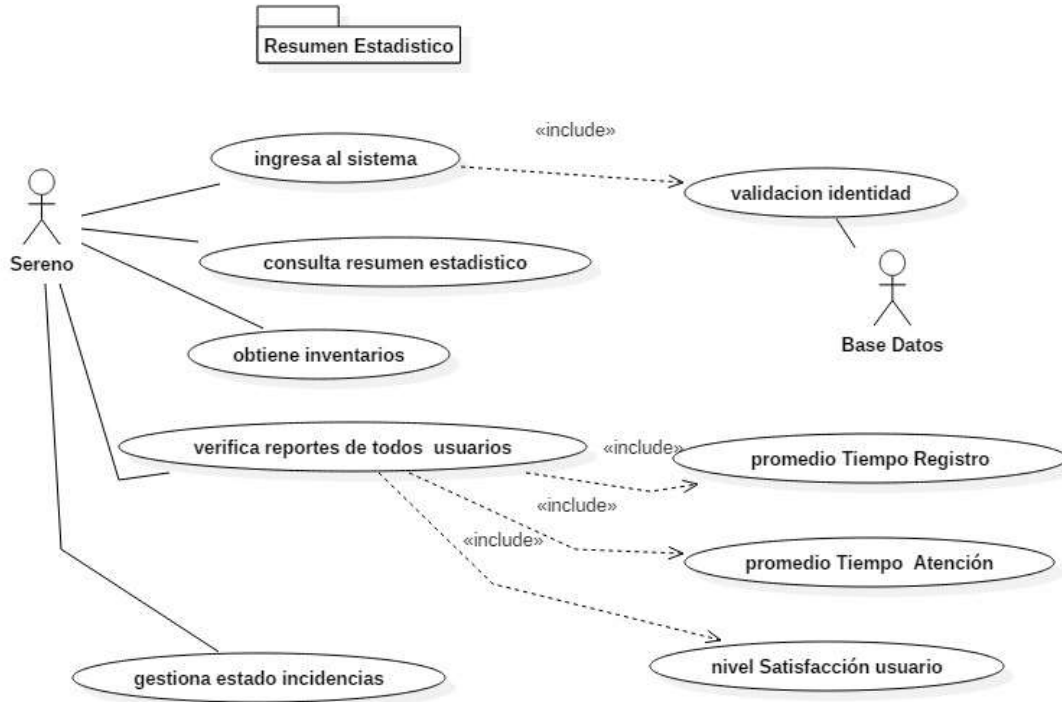 Resumen Estadistico
«include»
ingresa al sistema
validacion identidad
Sereno
consulta resumen estadistico
Base Datos
obtiene inventarios
verifica reportes de todos usuarios
«include»
promedio Tiempo Registro
«include»
«include»
promedio Tiempo Atención
nivel Satisfacción usuario
gestiona estado incidencias